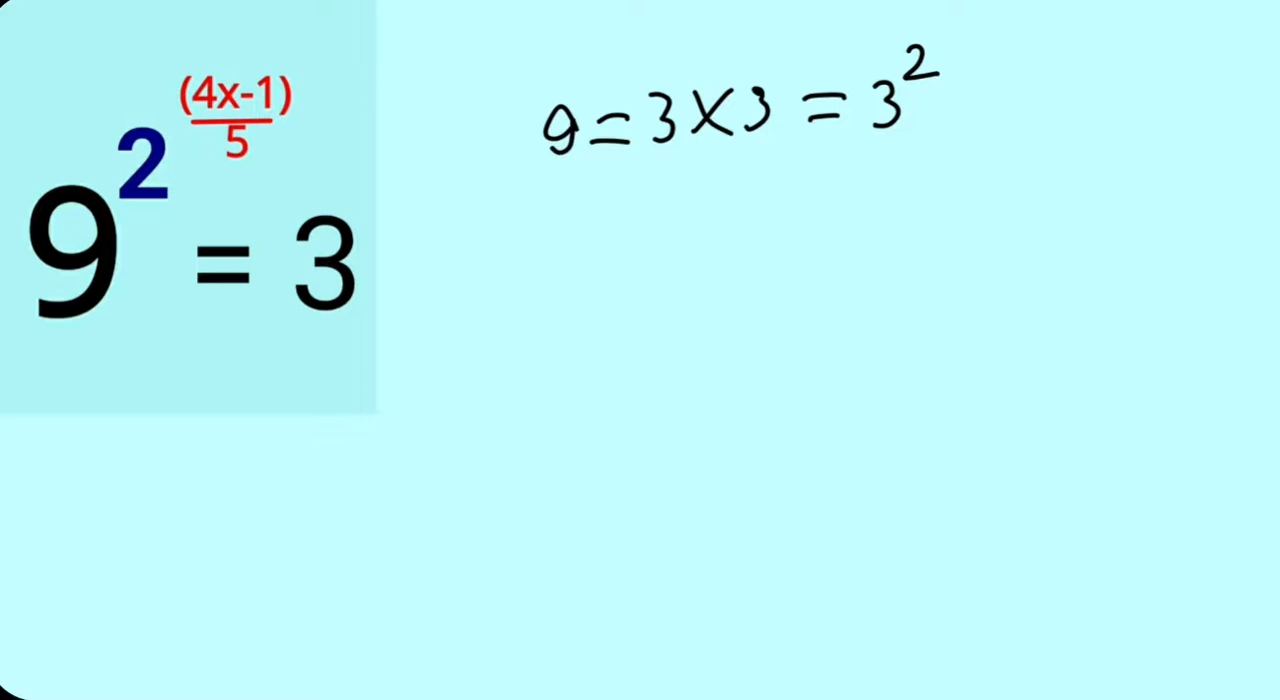 9^2^((4x-1)/5) = 3
9 = 3 × 3 = 3^2